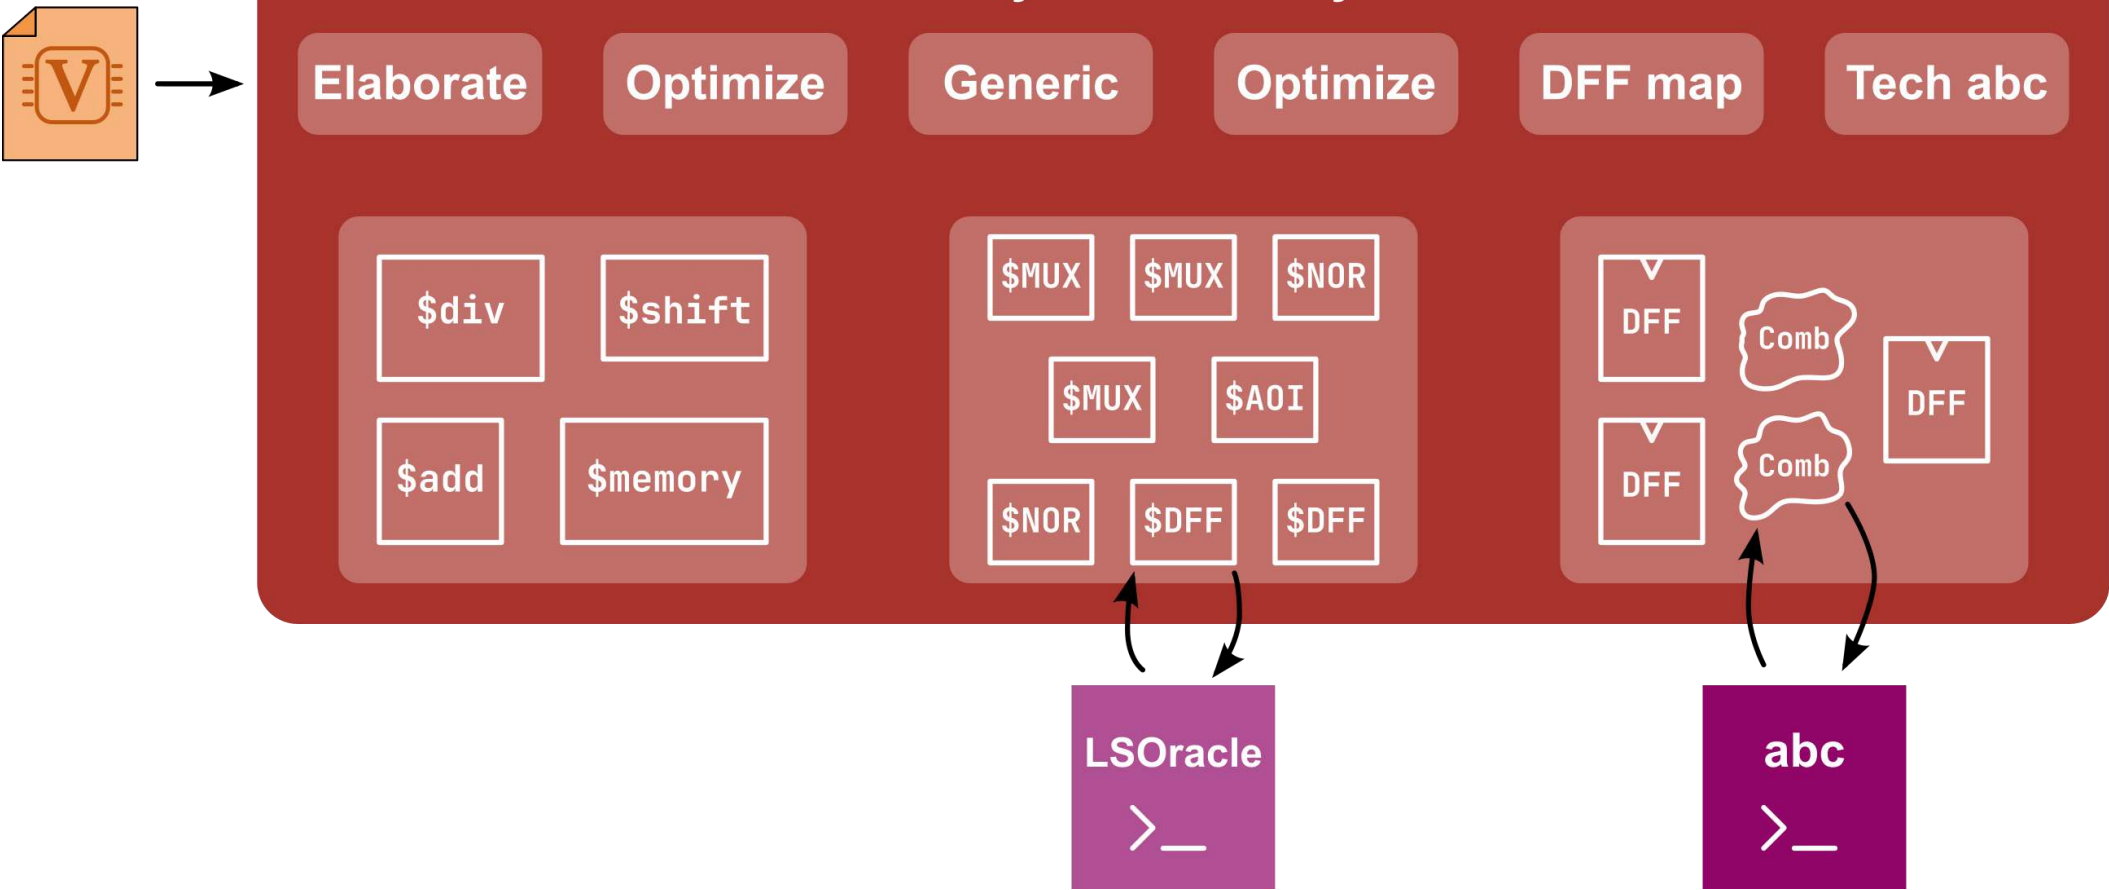 V
Elaborate
Optimize
Generic
Optimize
DFF map
Tech abc
$div
$shift
$add
$memory
$MUX
$MUX
$NOR
$MUX
$AOI
$NOR
$DFF
$DFF
DFF
Comb
DFF
DFF
Comb
LSOracle
>_
abc
>_